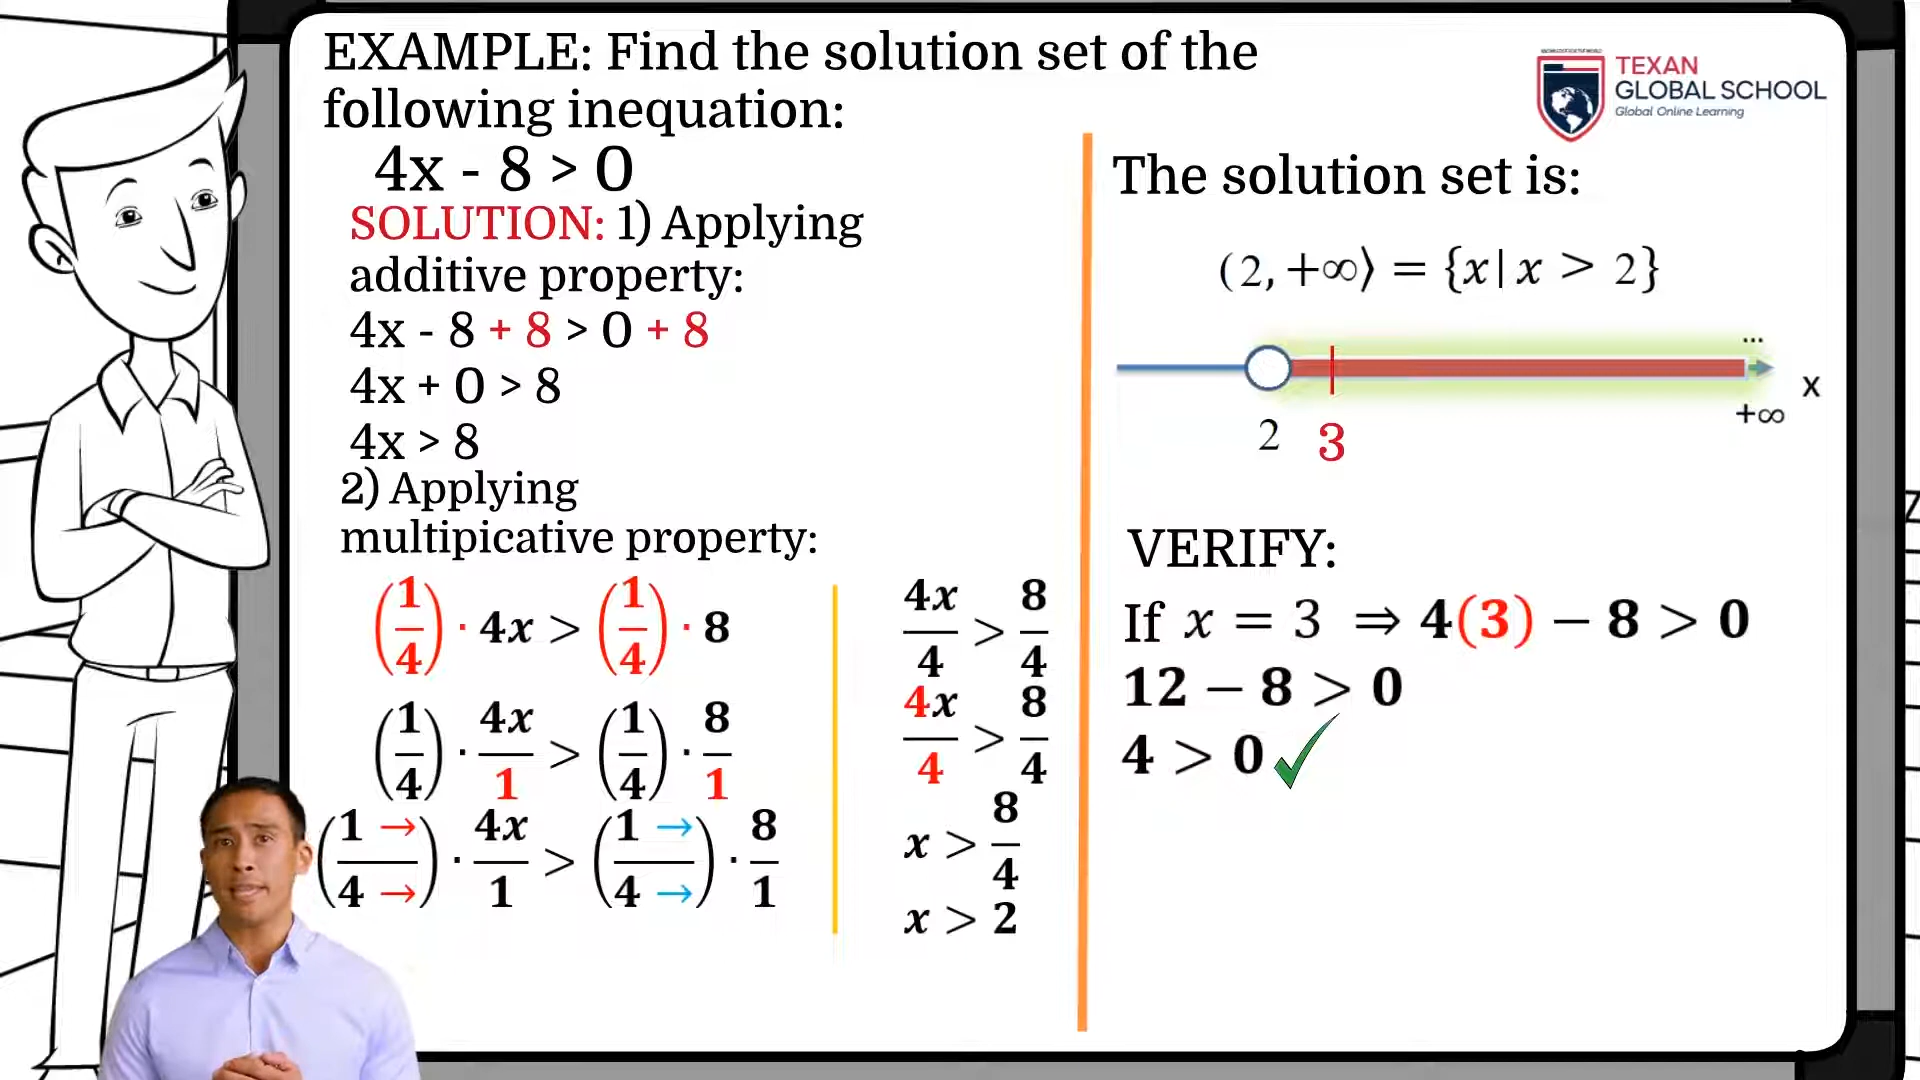 EXAMPLE: Find the solution set of the
following inequation:
4x - 8 > 0
SOLUTION: 1) Applying
additive property:
4x - 8 + 8 > 0 + 8
4x + 0 > 8
4x > 8
2) Applying
multipicative property:
(1/4) · 4x > (1/4) · 8
(1/4) · 4x/1 > (1/4) · 8/1
(1 →/4 →) · 4x/1 > (1 →/4 →) · 8/1
4x/4 > 8/4
4x/4 > 8/4
x > 8/4
x > 2
TEXAN
GLOBAL SCHOOL
Global Online Learning
The solution set is:
(2, +∞⟩ = {x| x > 2}
...
x
+∞
2 3
VERIFY:
If x = 3 ⇒ 4(3) − 8 > 0
12 − 8 > 0
4 > 0